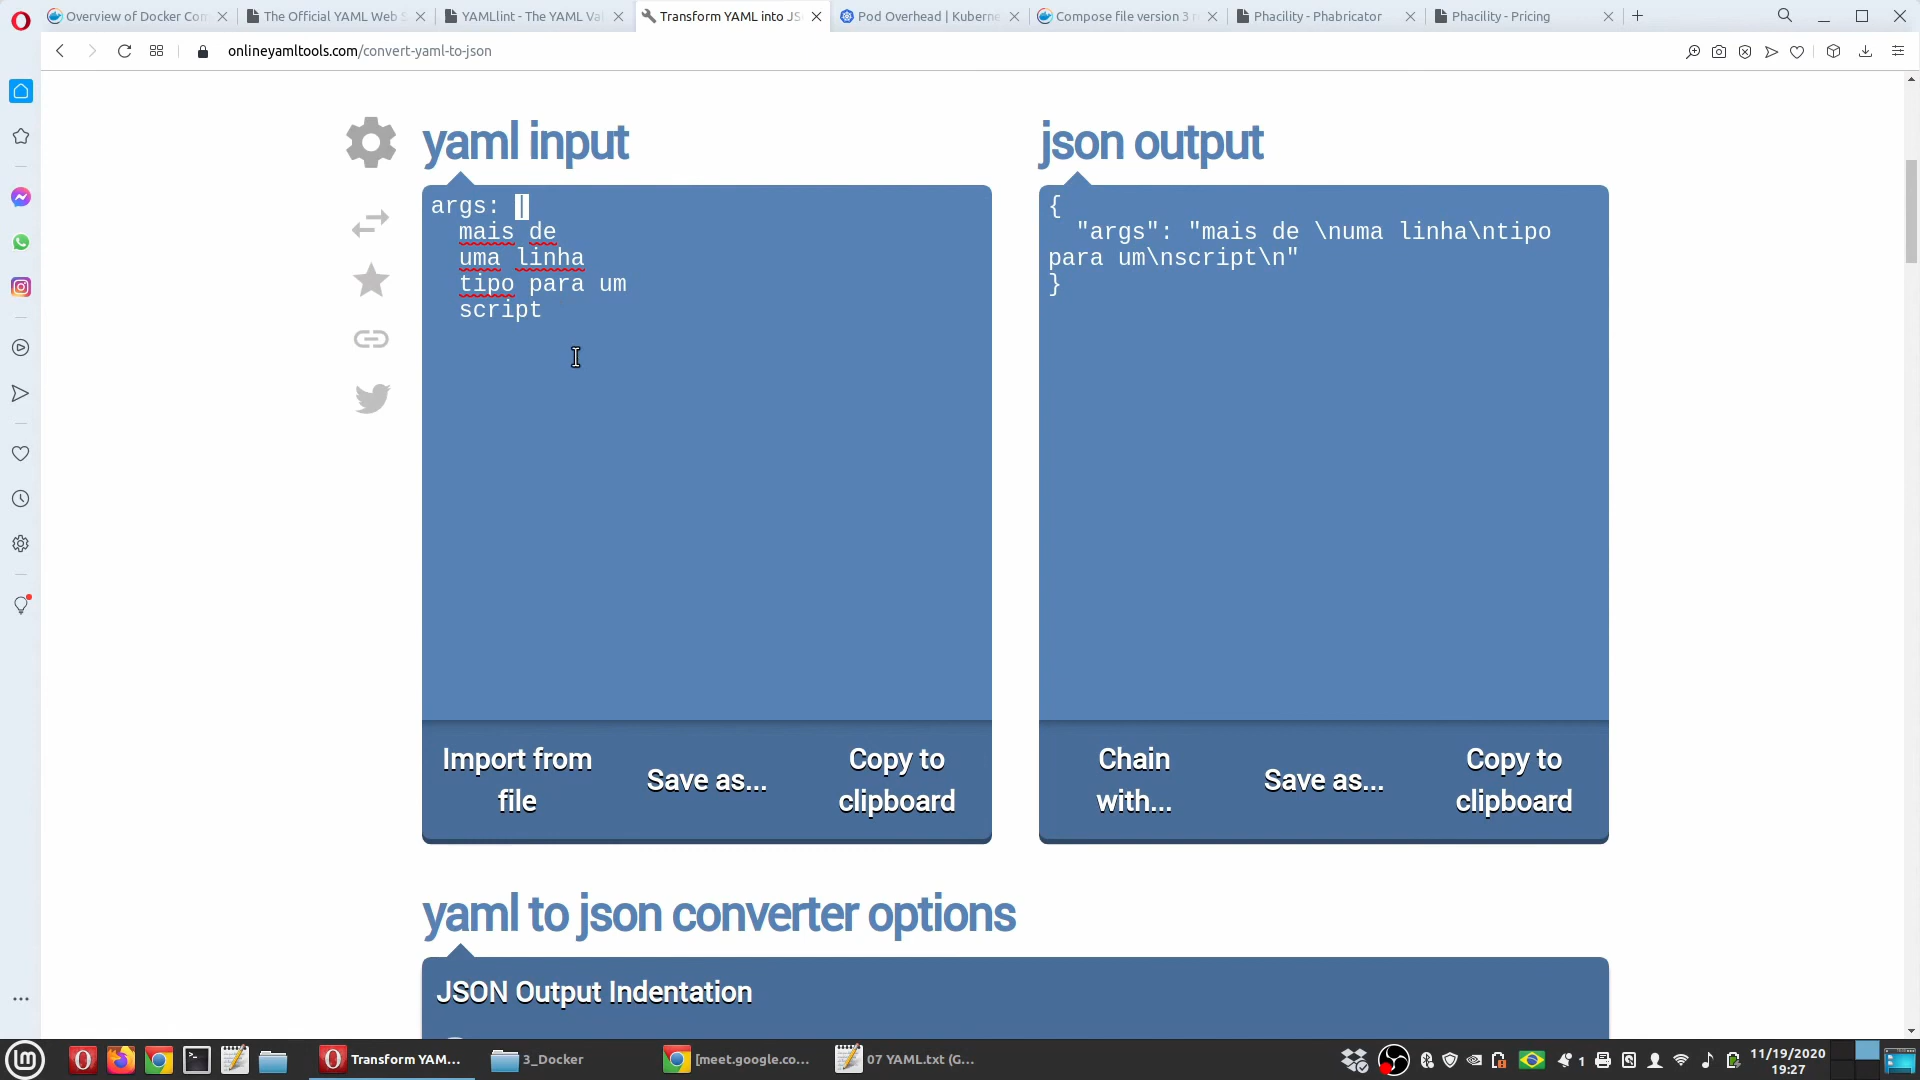 Overview of Docker Com
The Official YAML Web S
YAMLlint - The YAML Va
Transform YAML into JS
Pod Overhead | Kuberne
Compose file version 3 r
Phacility - Phabricator
Phacility - Pricing
onlineyamltools.com/convert-yaml-to-json
yaml input
args: |
mais de
uma linha
tipo para um
script
Import from
file
Save as...
Copy to
clipboard
json output
{
"args": "mais de \numa linha\ntipo
para um\nscript\n"
}
Chain
with...
Save as...
Copy to
clipboard
yaml to json converter options
JSON Output Indentation
Transform YAM...
3_Docker
[meet.google.co...
07 YAML.txt (G...
1
11/19/2020
19:27